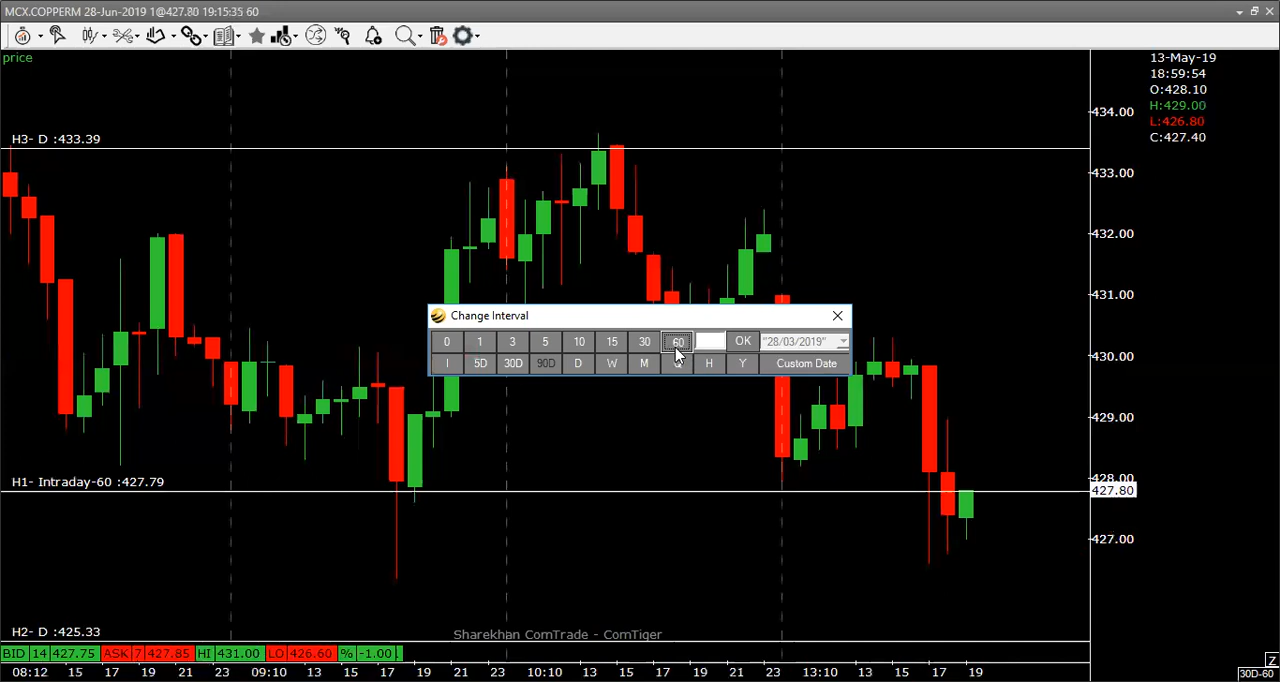 MCX.COPPERM 28-Jun-2019 1@427.80 19:15:35 60
price
13-May-19
18:59:54
O:428.10
H:429.00
L:426.80
C:427.40
434.00
H3- D :433.39
433.00
432.00
431.00
Change Interval
0 1 3 5 10 15 30 60 OK "28/03/2019"
I 5D 30D 90D D W M Q H Y Custom Date
430.00
429.00
428.00
H1- Intraday-60 :427.79
427.80
427.00
H2- D :425.33
Sharekhan ComTrade - ComTiger
BID 14 427.75 ASK 7 427.85 HI 431.00 LO 426.60 % -1.00
Z
08:12 15 17 19 21 23 09:10 13 15 17 19 21 23 10:10 13 15 17 19 21 23 13:10 13 15 17 19
30D-60